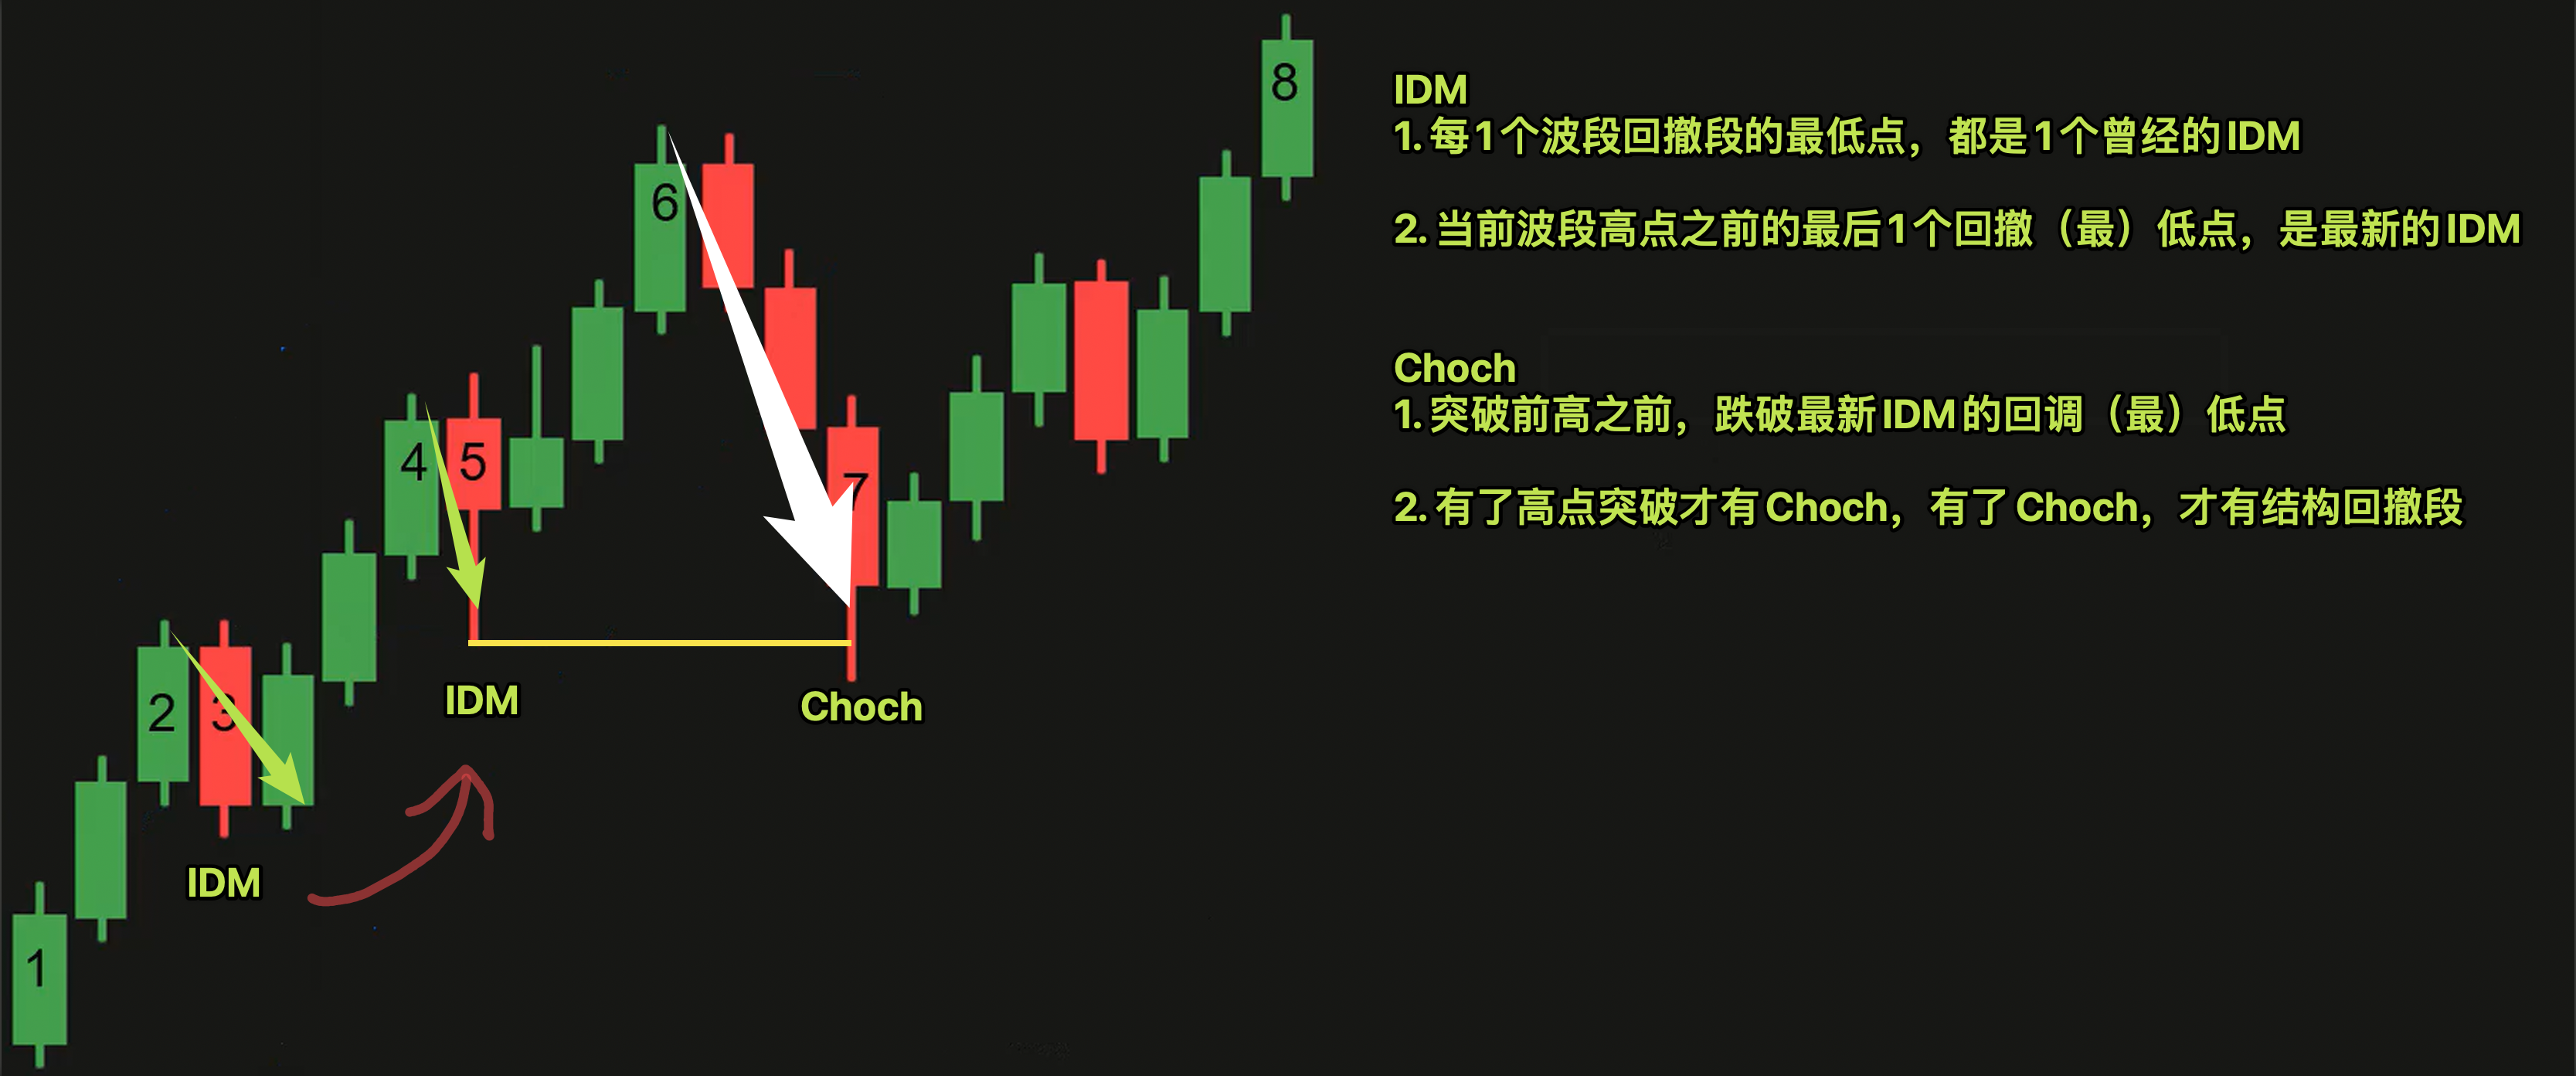 8
IDM
1. 每1个波段回撤段的最低点，都是1个曾经的IDM
6
2. 当前波段高点之前的最后1个回撤（最）低点，是最新的IDM
Choch
1. 突破前高之前，跌破最新IDM的回调（最）低点
4
5
7
2. 有了高点突破才有Choch，有了Choch，才有结构回撤段
2
3
IDM
Choch
IDM
1